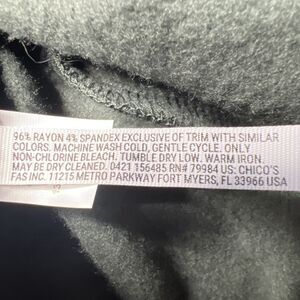 96% RAYON 4% SPANDEX EXCLUSIVE OF TRIM WITH SIMILAR
COLORS. MACHINE WASH COLD, GENTLE CYCLE. ONLY
NON-CHLORINE BLEACH. TUMBLE DRY LOW. WARM IRON.
MAY BE DRY CLEANED. 0421 156485 RN# 79984 US: CHICO'S
FAS INC. 11215 METRO PARKWAY FORT MYERS, FL 33966 USA